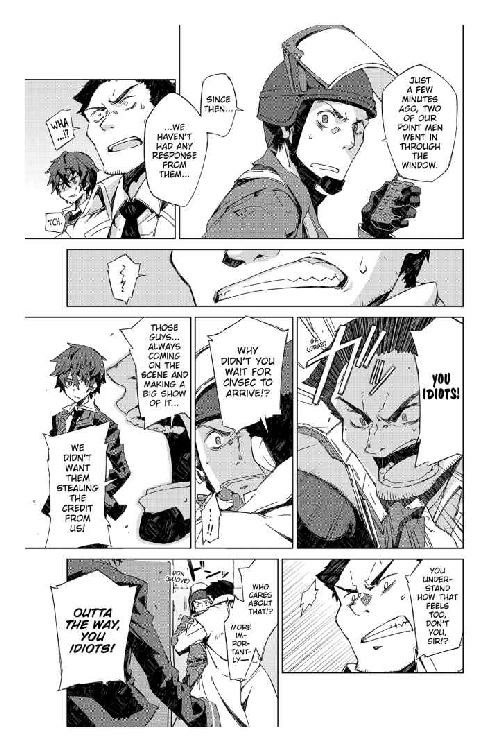 JUST
A FEW
MINUTES
AGO, TWO
OF OUR
POINT MEN
WENT IN
THROUGH
THE
WINDOW.
SINCE
THEN...
...WE
HAVEN'T
HAD ANY
RESPONSE
FROM
THEM...
WHA
...!?
YOU
IDIOTS!
WHY
DIDN'T YOU
WAIT FOR
CIVSEC TO
ARRIVE!?
THOSE
GUYS...
ALWAYS
COMING
ON THE
SCENE AND
MAKING A
BIG SHOW
OF IT...
WE
DIDN'T
WANT
THEM
STEALING
THE
CREDIT
FROM
US!
YOU
UNDER-
STAND
HOW THAT
FEELS
TOO,
DON'T
YOU,
SIR!?
WHO
CARES
ABOUT
THAT!?
MORE
IM-
POR-
TANTLY—
OUTTA
THE WAY,
YOU
IDIOTS!